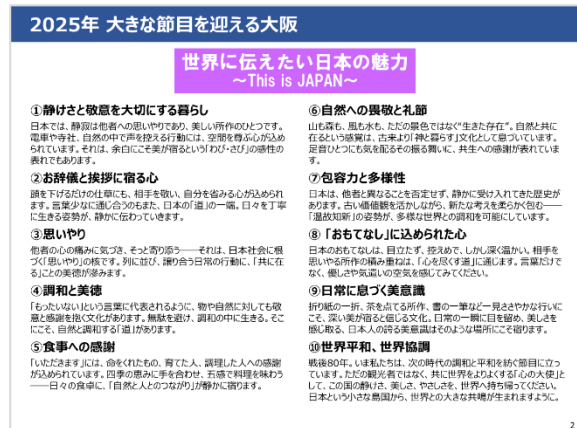 2025年 大きな節目を迎える大阪
世界に伝えたい日本の魅力
～This is JAPAN～
①静けさと敬意を大切にする暮らし
日本では、静寂は他者への思いやりであり、美しい所作のひとつです。
電車や寺社、自然の中で声を控える行動には、空間を尊ぶ心が込め
られています。それは、余白にこそ美が宿るという「わび・さび」の感性の
表れでもあります。
②お辞儀と挨拶に宿る心
頭を下げるだけの仕草にも、相手を敬い、自分を省みる心が込められ
ます。言葉少なに通じ合うのもまた、日本の「道」の一端。日々を丁寧
に生きる姿勢が、静かに伝わっていきます。
③思いやり
他者の心の痛みに気づき、そっと寄り添う――それは、日本社会に根
づく「思いやり」の核です。列に並び、譲り合う日常の行動に、「共に在
る」ことの美徳が滲みます。
④調和と美徳
「もったいない」という言葉に代表されるように、物や自然に対しても敬
意と感謝を抱く文化があります。無駄を避け、調和の中に生きる。そこ
にこそ、自然と調和する「道」があります。
⑤食事への感謝
「いただきます」には、命をくれたもの、育てた人、調理した人への感謝
が込められています。四季の恵みに手を合わせ、五感で料理を味わう
――日々の食卓に、「自然と人とのつながり」が静かに宿ります。
⑥自然への畏敬と礼節
山も森も、風も水も、ただの景色ではなく“生きた存在”。自然と共に
在るという感覚は、古来より「神と暮らす」文化として息づいています。
足音ひとつにも気を配るその振る舞いに、共生への感謝が表れていま
す。
⑦包容力と多様性
日本は、他者と異なることを否定せず、静かに受け入れてきた歴史が
あります。古い価値観を活かしながら、新たな考えを柔らかく包む――
「温故知新」の姿勢が、多様な世界との調和を可能にしています。
⑧「おもてなし」に込められた心
日本のおもてなしは、目立たず、控えめで、しかし深く温かい。相手を
思いやる所作の積み重ねは、「心を尽くす道」に通じます。言葉だけで
なく、優しさや気遣いの空気を感じてみてください。
⑨日常に息づく美意識
折り紙の一折、茶を点てる所作、書の一筆など一見ささやかな行いに
こそ、深い美が宿ると信じる文化。日常の一瞬に目を留め、美しさを
感じ取る、日本人の誇る美意識はそのような場所にこそ宿ります。
⑩世界平和、世界協調
戦後80年。いま私たちは、次の時代の調和と平和を紡ぐ節目に立っ
ています。ただの観光者ではなく、共に世界をよりよくする「心の大使」と
して、この国の静けさ、美しさ、やさしさを、世界へ持ち帰ってください。
日本という小さな島国から、世界との大きな共鳴が生まれますように。
2